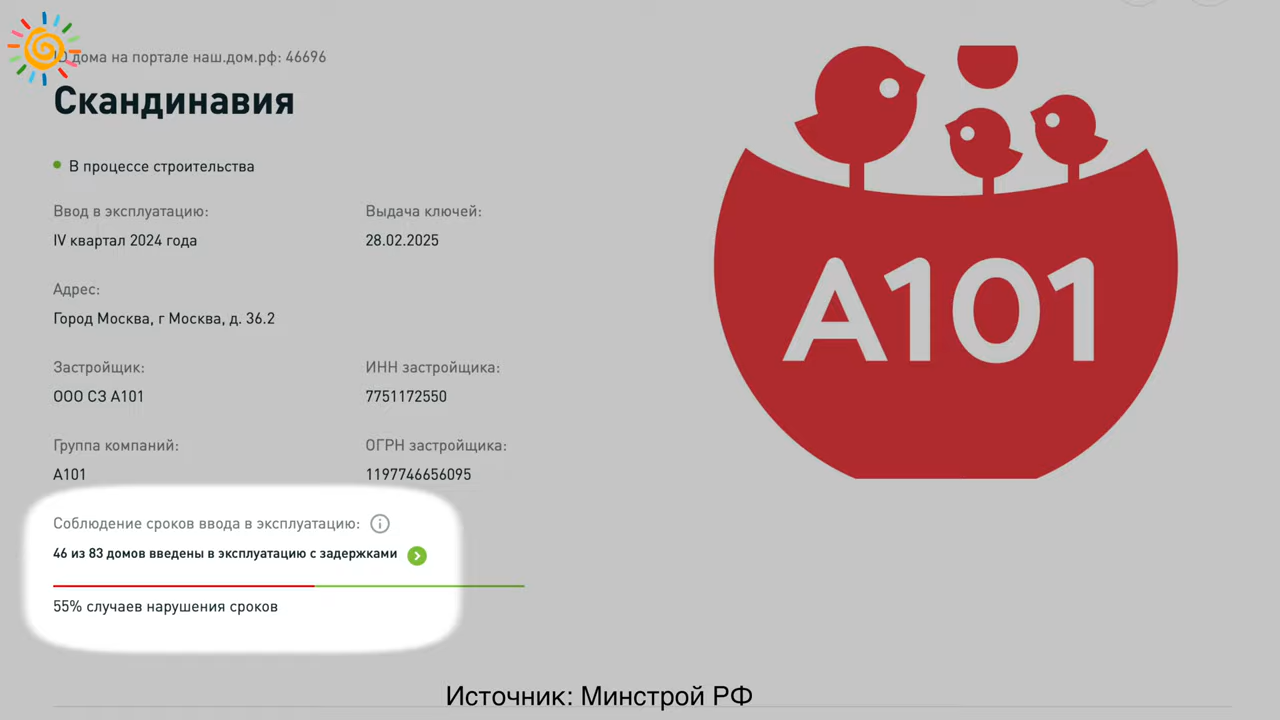 ID дома на портале наш.дом.рф: 46696
Скандинавия
В процессе строительства
Ввод в эксплуатацию:
Выдача ключей:
IV квартал 2024 года
28.02.2025
Адрес:
Город Москва, г Москва, д. 36.2
Застройщик:
ИНН застройщика:
ООО СЗ А101
7751172550
Группа компаний:
ОГРН застройщика:
А101
1197746656095
Соблюдение сроков ввода в эксплуатацию:
46 из 83 домов введены в эксплуатацию с задержками
55% случаев нарушения сроков
А101
Источник: Минстрой РФ